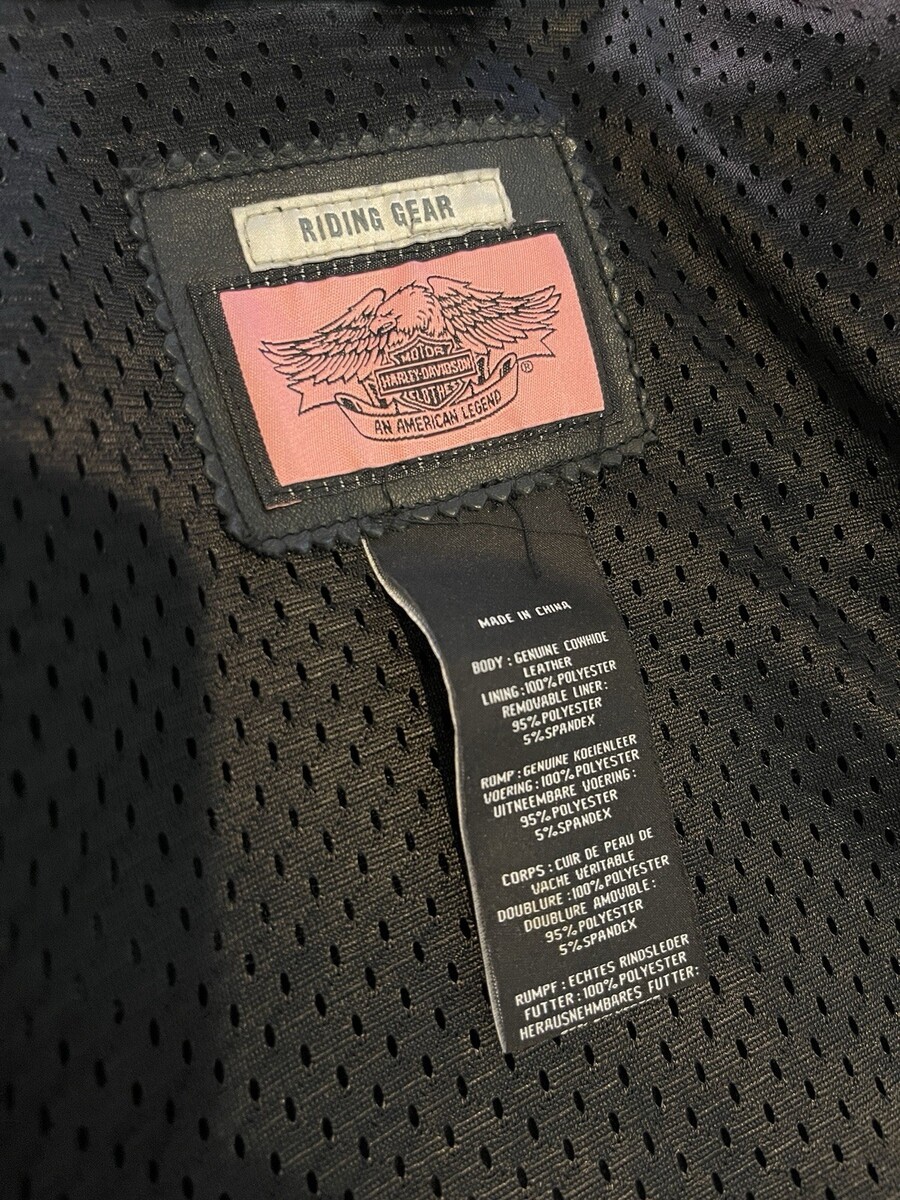 RIDING GEAR
MOTOR
HARLEY-DAVIDSON
CLOTHES
®
AN AMERICAN LEGEND
MADE IN CHINA
BODY : GENUINE COWHIDE
LEATHER
LINING :100% POLYESTER
REMOVABLE LINER:
95% POLYESTER
5% SPANDEX
ROMP : GENUINE KOEIENLEER
VOERING : 100% POLYESTER
UITNEEMBARE VOERING:
95% POLYESTER
5% SPANDEX
CORPS : CUIR DE PEAU DE
VACHE VÉRITABLE
DOUBLURE :100% POLYESTER
DOUBLURE AMOVIBLE:
95% POLYESTER
5% SPANDEX
RUMPF : ECHTES RINDSLEDER
FUTTER : 100% POLYESTER
HERAUSNEHMBARES FUTTER: